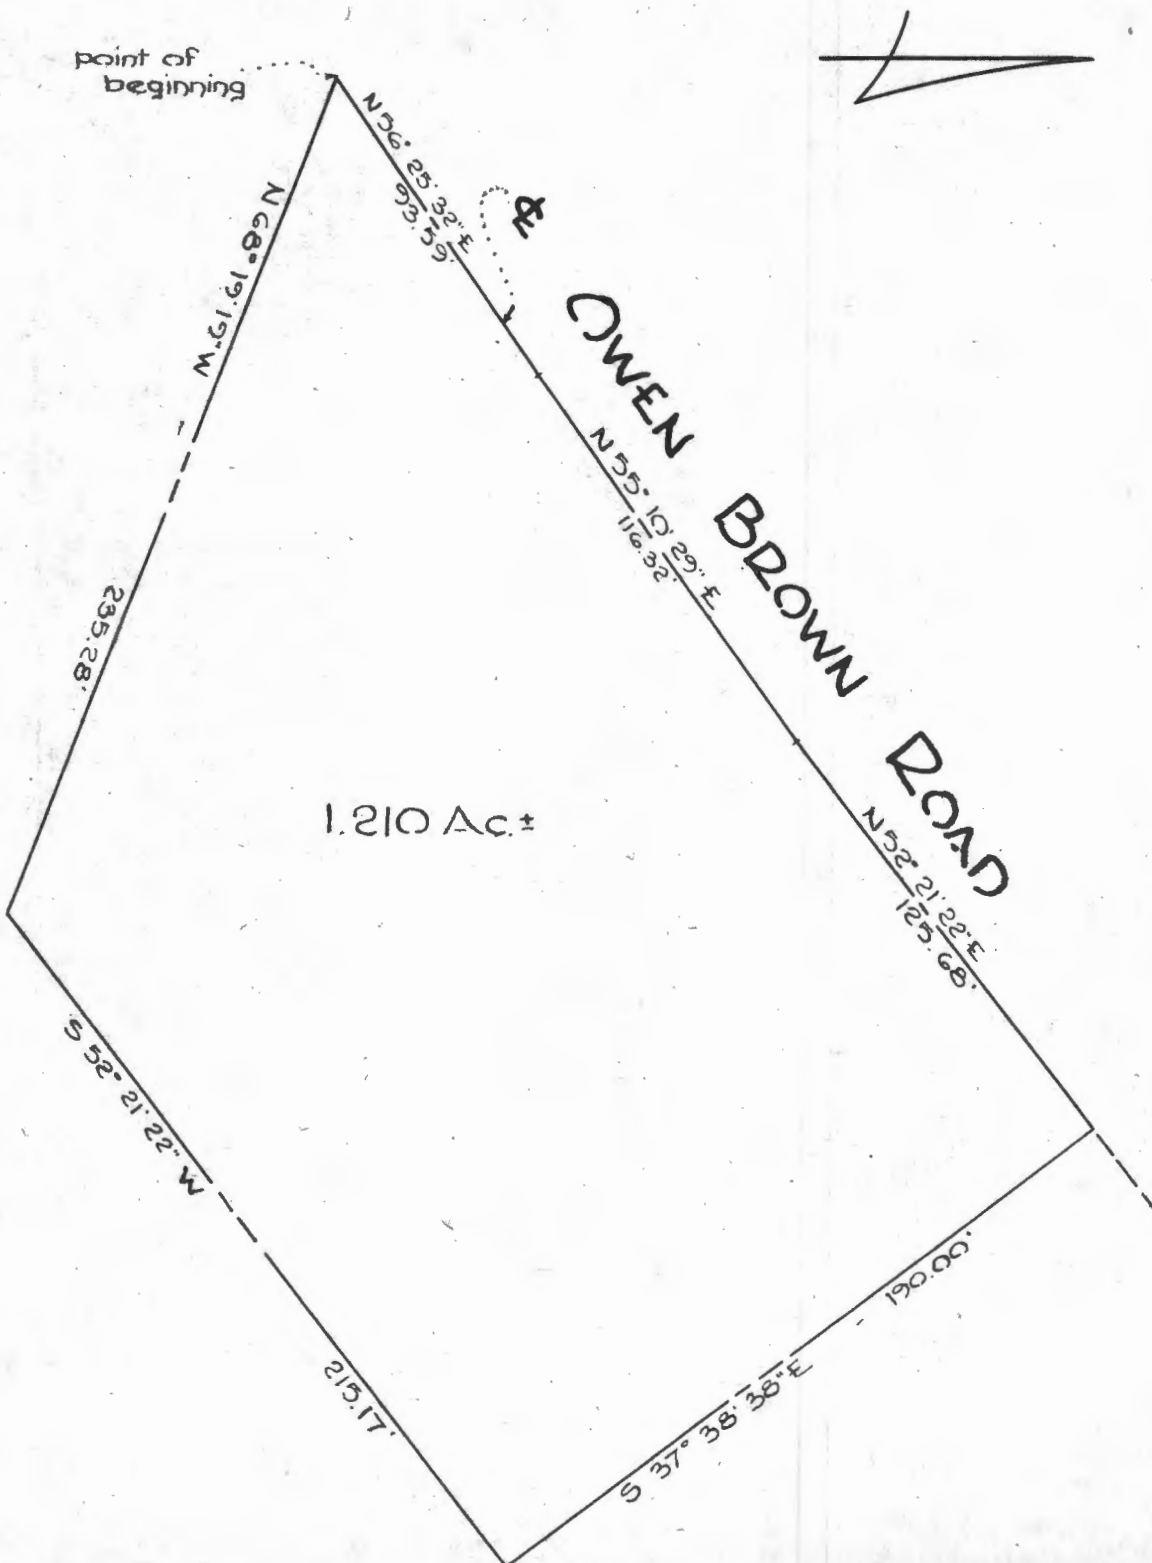 point of
beginning
N 56° 25' 32" E
93.59'
℄ OWEN BROWN ROAD
N 55° 10' 29" E
116.32'
N 52° 21' 22" E
125.68'
190.00'
S 37° 38' 38" E
215.17'
S 52° 21' 22" W
235.28'
N 68° 19' 19" W
1.210 Ac.±